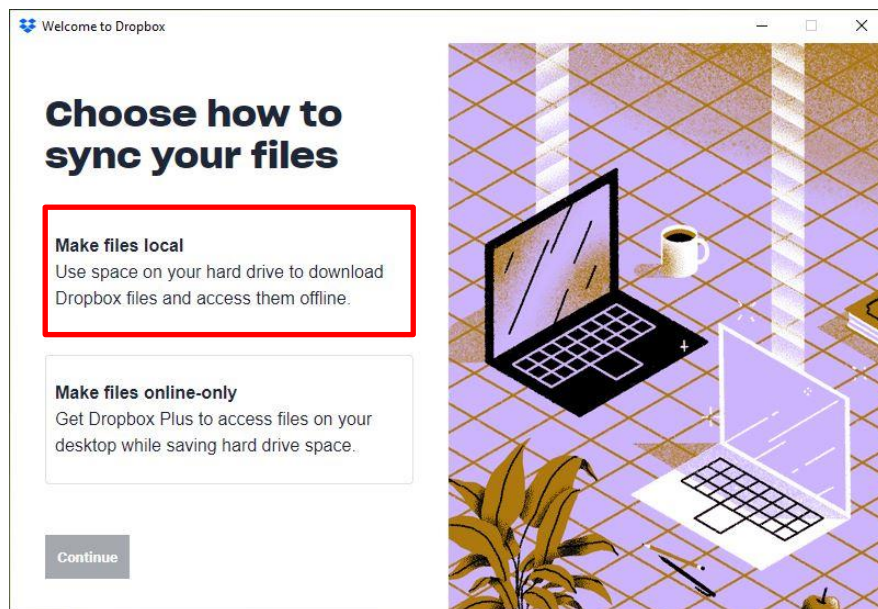 Welcome to Dropbox
Choose how to
sync your files
Make files local
Use space on your hard drive to download
Dropbox files and access them offline.
Make files online-only
Get Dropbox Plus to access files on your
desktop while saving hard drive space.
Continue